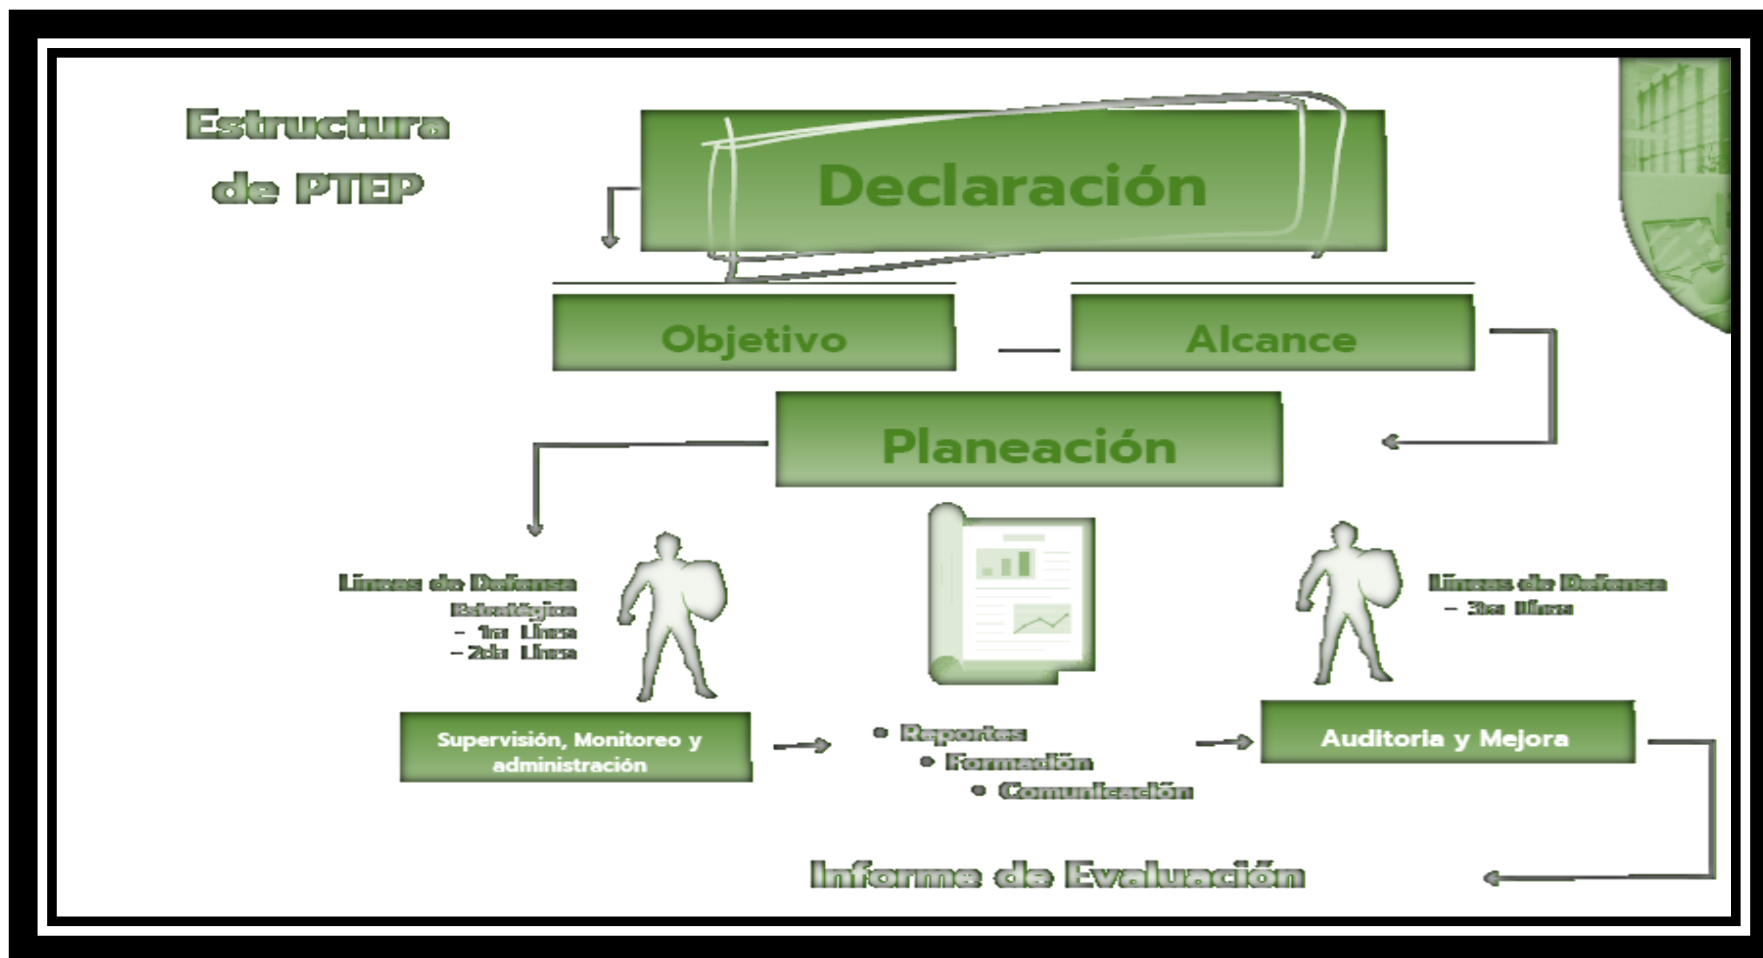 Estructura
de PTEP
Declaración
Objetivo
Alcance
Planeación
Líneas de Defensa
Estratégica
- 1ra Línea
- 2da Línea
Líneas de Defensa
- 3ra línea
Supervisión, Monitoreo y
administración
• Reportes
• Formación
• Comunicación
Auditoria y Mejora
Informe de Evaluación